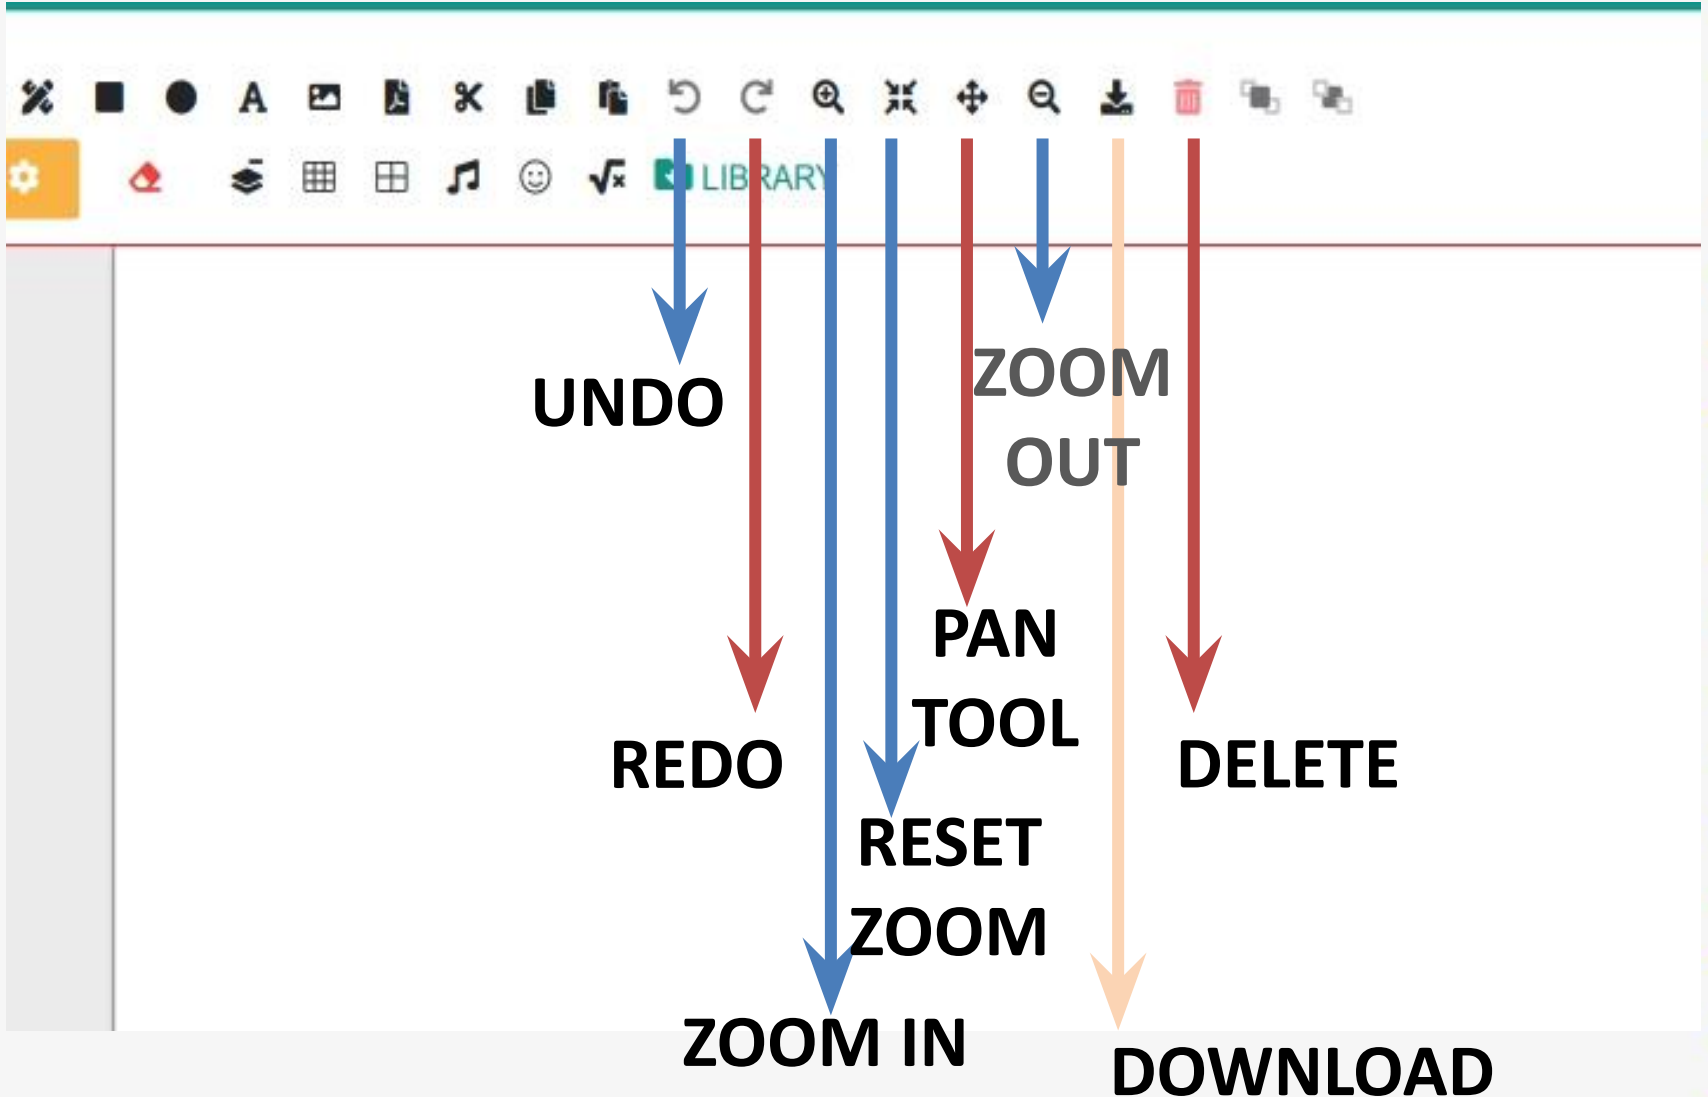 LIBRARY
ZOOM
OUT
UNDO
PAN
TOOL
REDO
DELETE
RESET
ZOOM
ZOOM IN
DOWNLOAD